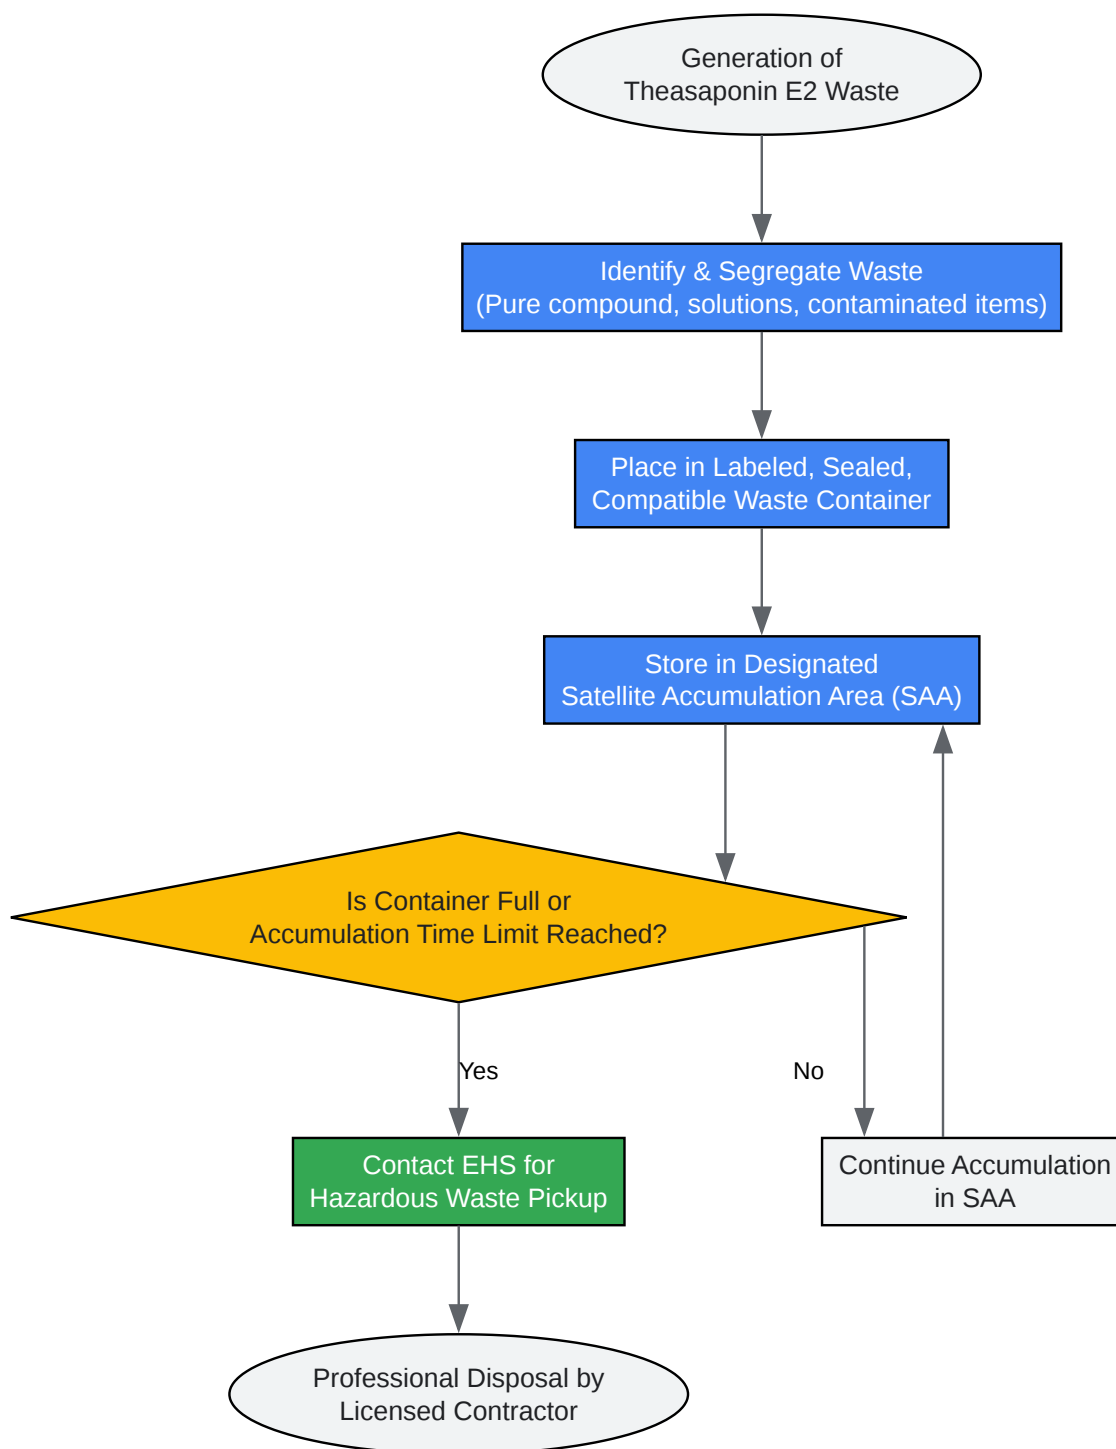 Generation of
Theasaponin E2 Waste
Identify & Segregate Waste
(Pure compound, solutions, contaminated items)
Place in Labeled, Sealed,
Compatible Waste Container
Store in Designated
Satellite Accumulation Area (SAA)
Is Container Full or
Accumulation Time Limit Reached?
Yes
No
Contact EHS for
Hazardous Waste Pickup
Continue Accumulation
in SAA
Professional Disposal by
Licensed Contractor